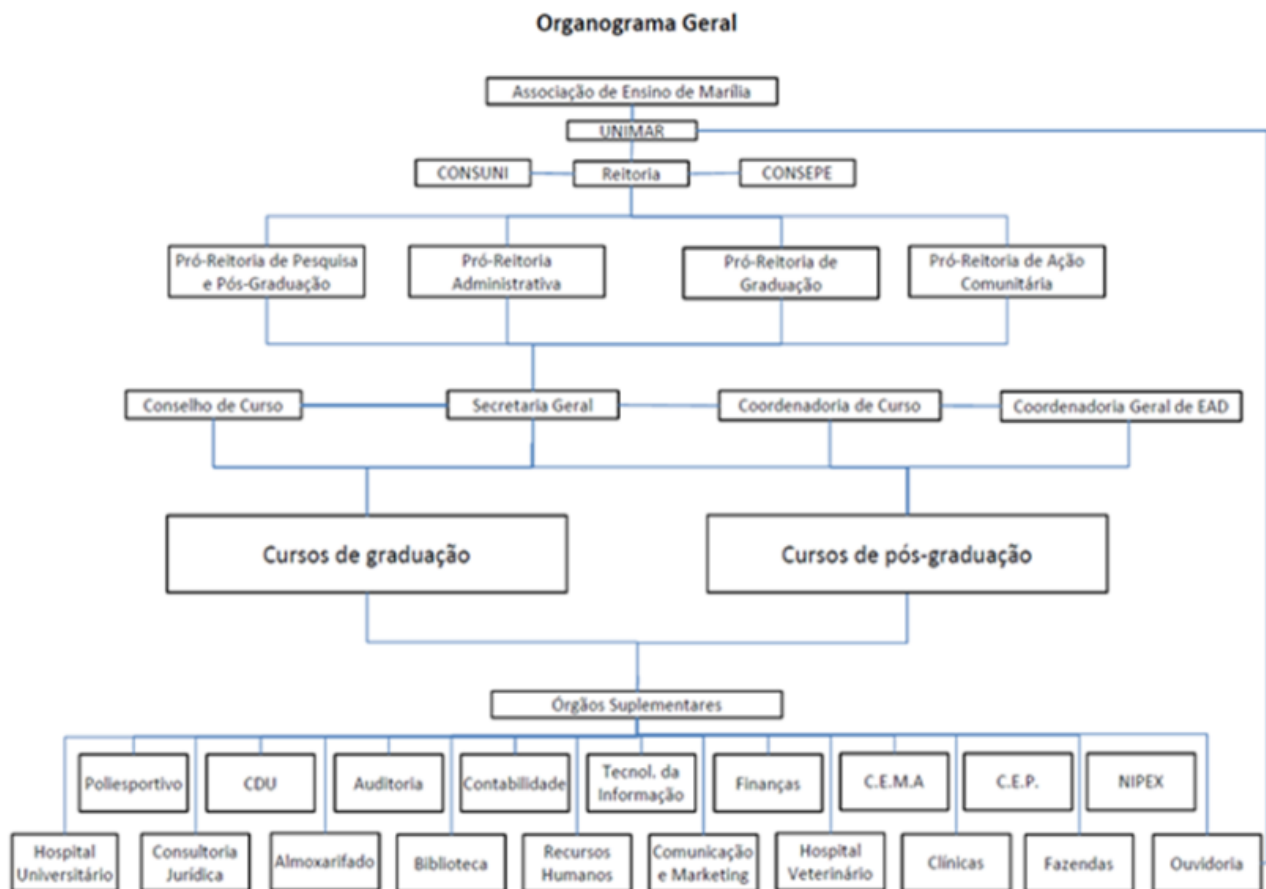 Organograma Geral
Associação de Ensino de Marília
UNIMAR
CONSUNI
Reitoria
CONSEPE
Pró-Reitoria de Pesquisa
e Pós-Graduação
Pró-Reitoria
Administrativa
Pró-Reitoria de
Graduação
Pró-Reitoria de Ação
Comunitária
Conselho de Curso
Secretaria Geral
Coordenadoria de Curso
Coordenadoria Geral de EAD
Cursos de graduação
Cursos de pós-graduação
Órgãos Suplementares
Poliesportivo
CDU
Auditoria
Contabilidade
Tecnol. da
Informação
Finanças
C.E.M.A
C.E.P.
NIPEX
Hospital
Universitário
Consultoria
Jurídica
Almoxarifado
Biblioteca
Recursos
Humanos
Comunicação
e Marketing
Hospital
Veterinário
Clínicas
Fazendas
Ouvidoria